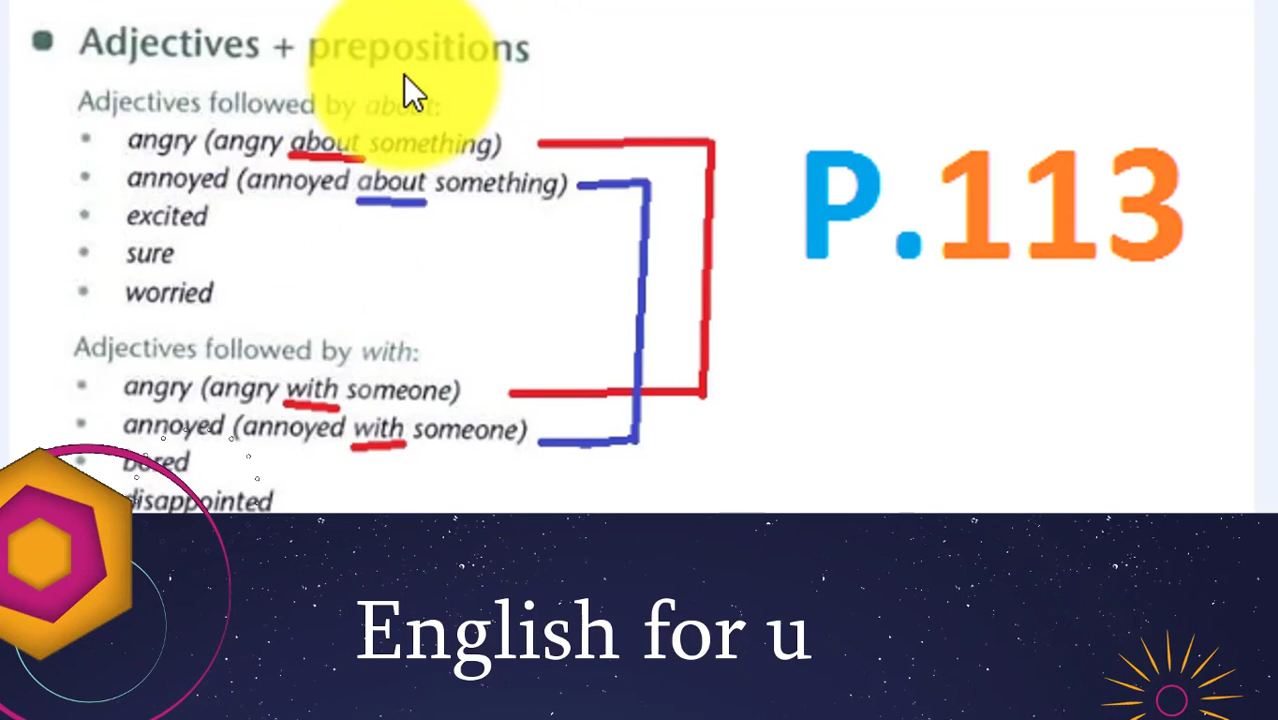 Adjectives + prepositions
Adjectives followed by about:
angry (angry about something)
annoyed (annoyed about something)
excited
sure
worried
Adjectives followed by with:
angry (angry with someone)
annoyed (annoyed with someone)
bored
disappointed
P.113
English for u